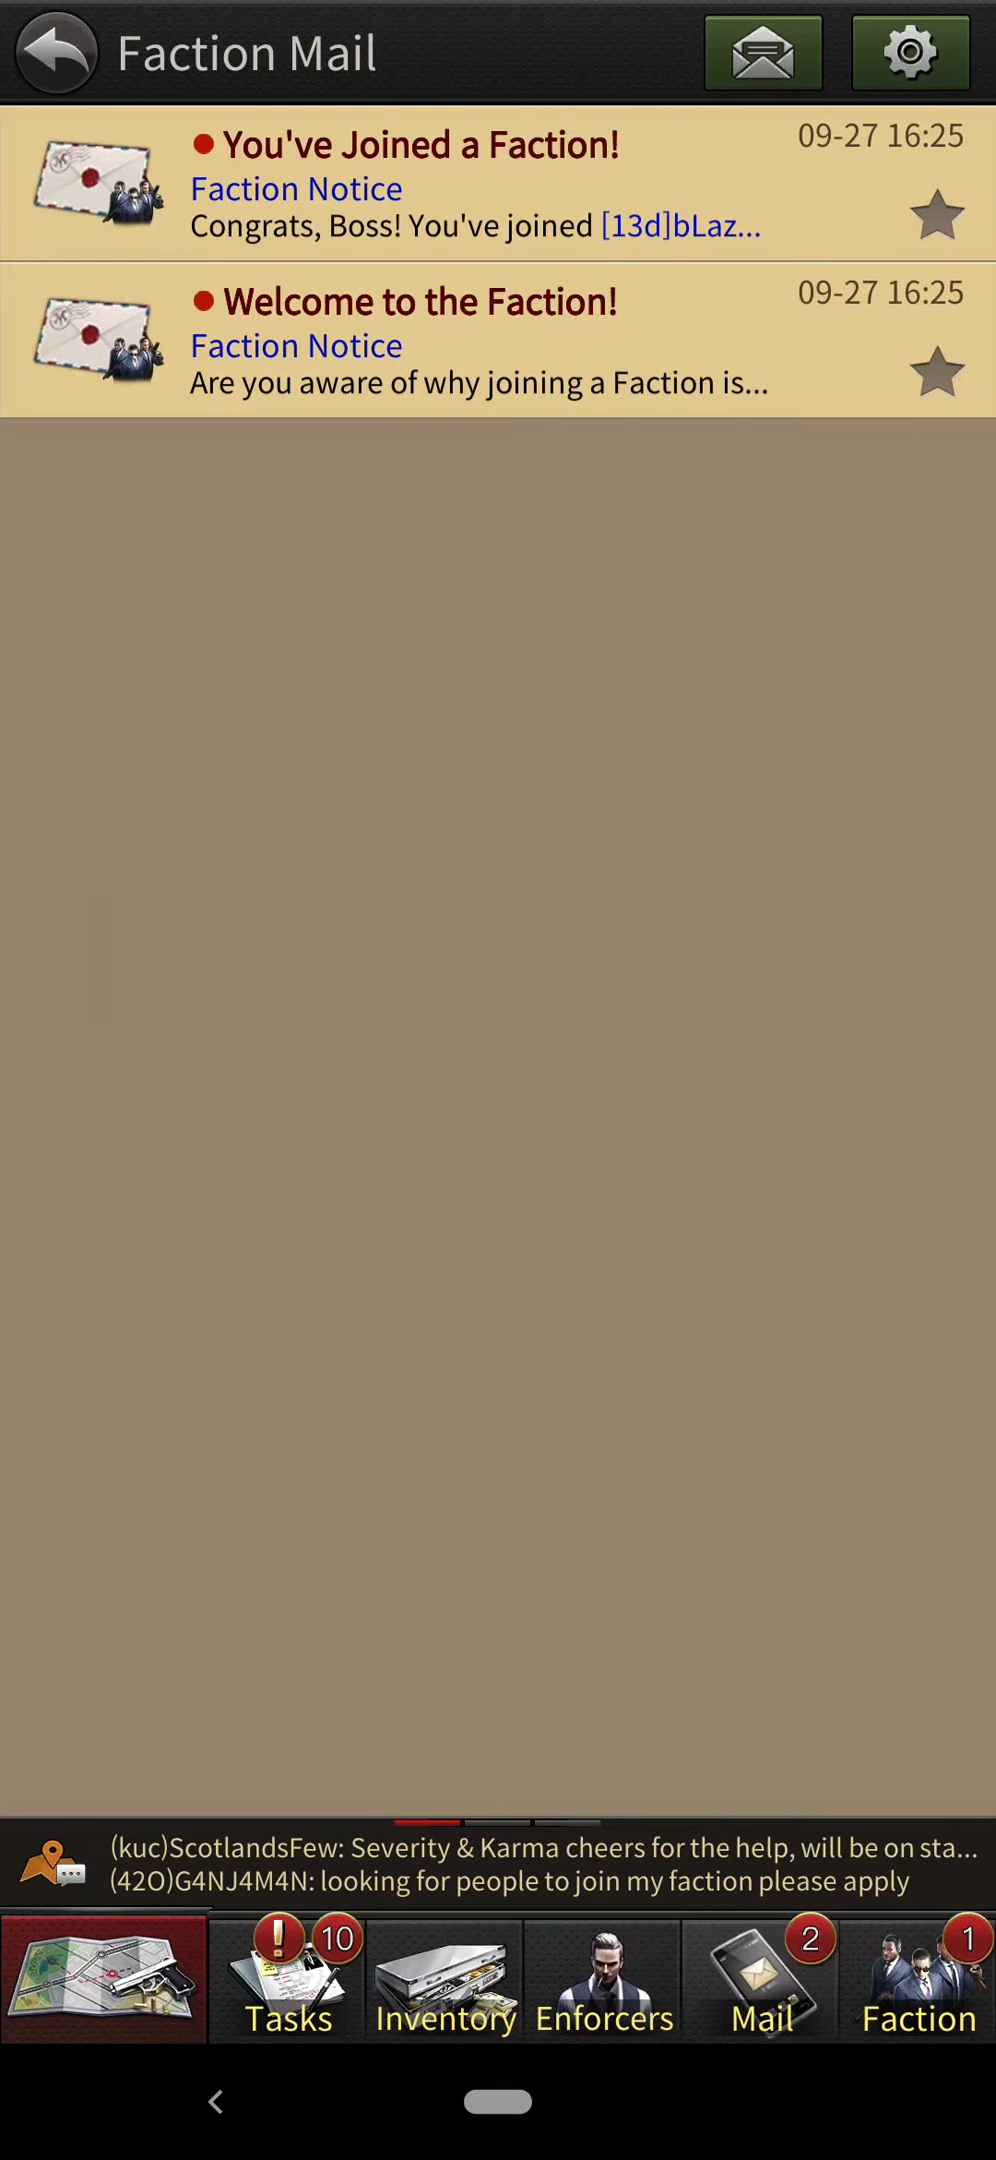 Faction Mail
You've Joined a Faction!
09-27 16:25
Faction Notice
Congrats, Boss! You've joined [13d]bLaz...
Welcome to the Faction!
09-27 16:25
Faction Notice
Are you aware of why joining a Faction is...
(kuc)ScotlandsFew: Severity & Karma cheers for the help, will be on sta...
(42O)G4NJ4M4N: looking for people to join my faction please apply
! 10 2 1
Tasks Inventory Enforcers Mail Faction